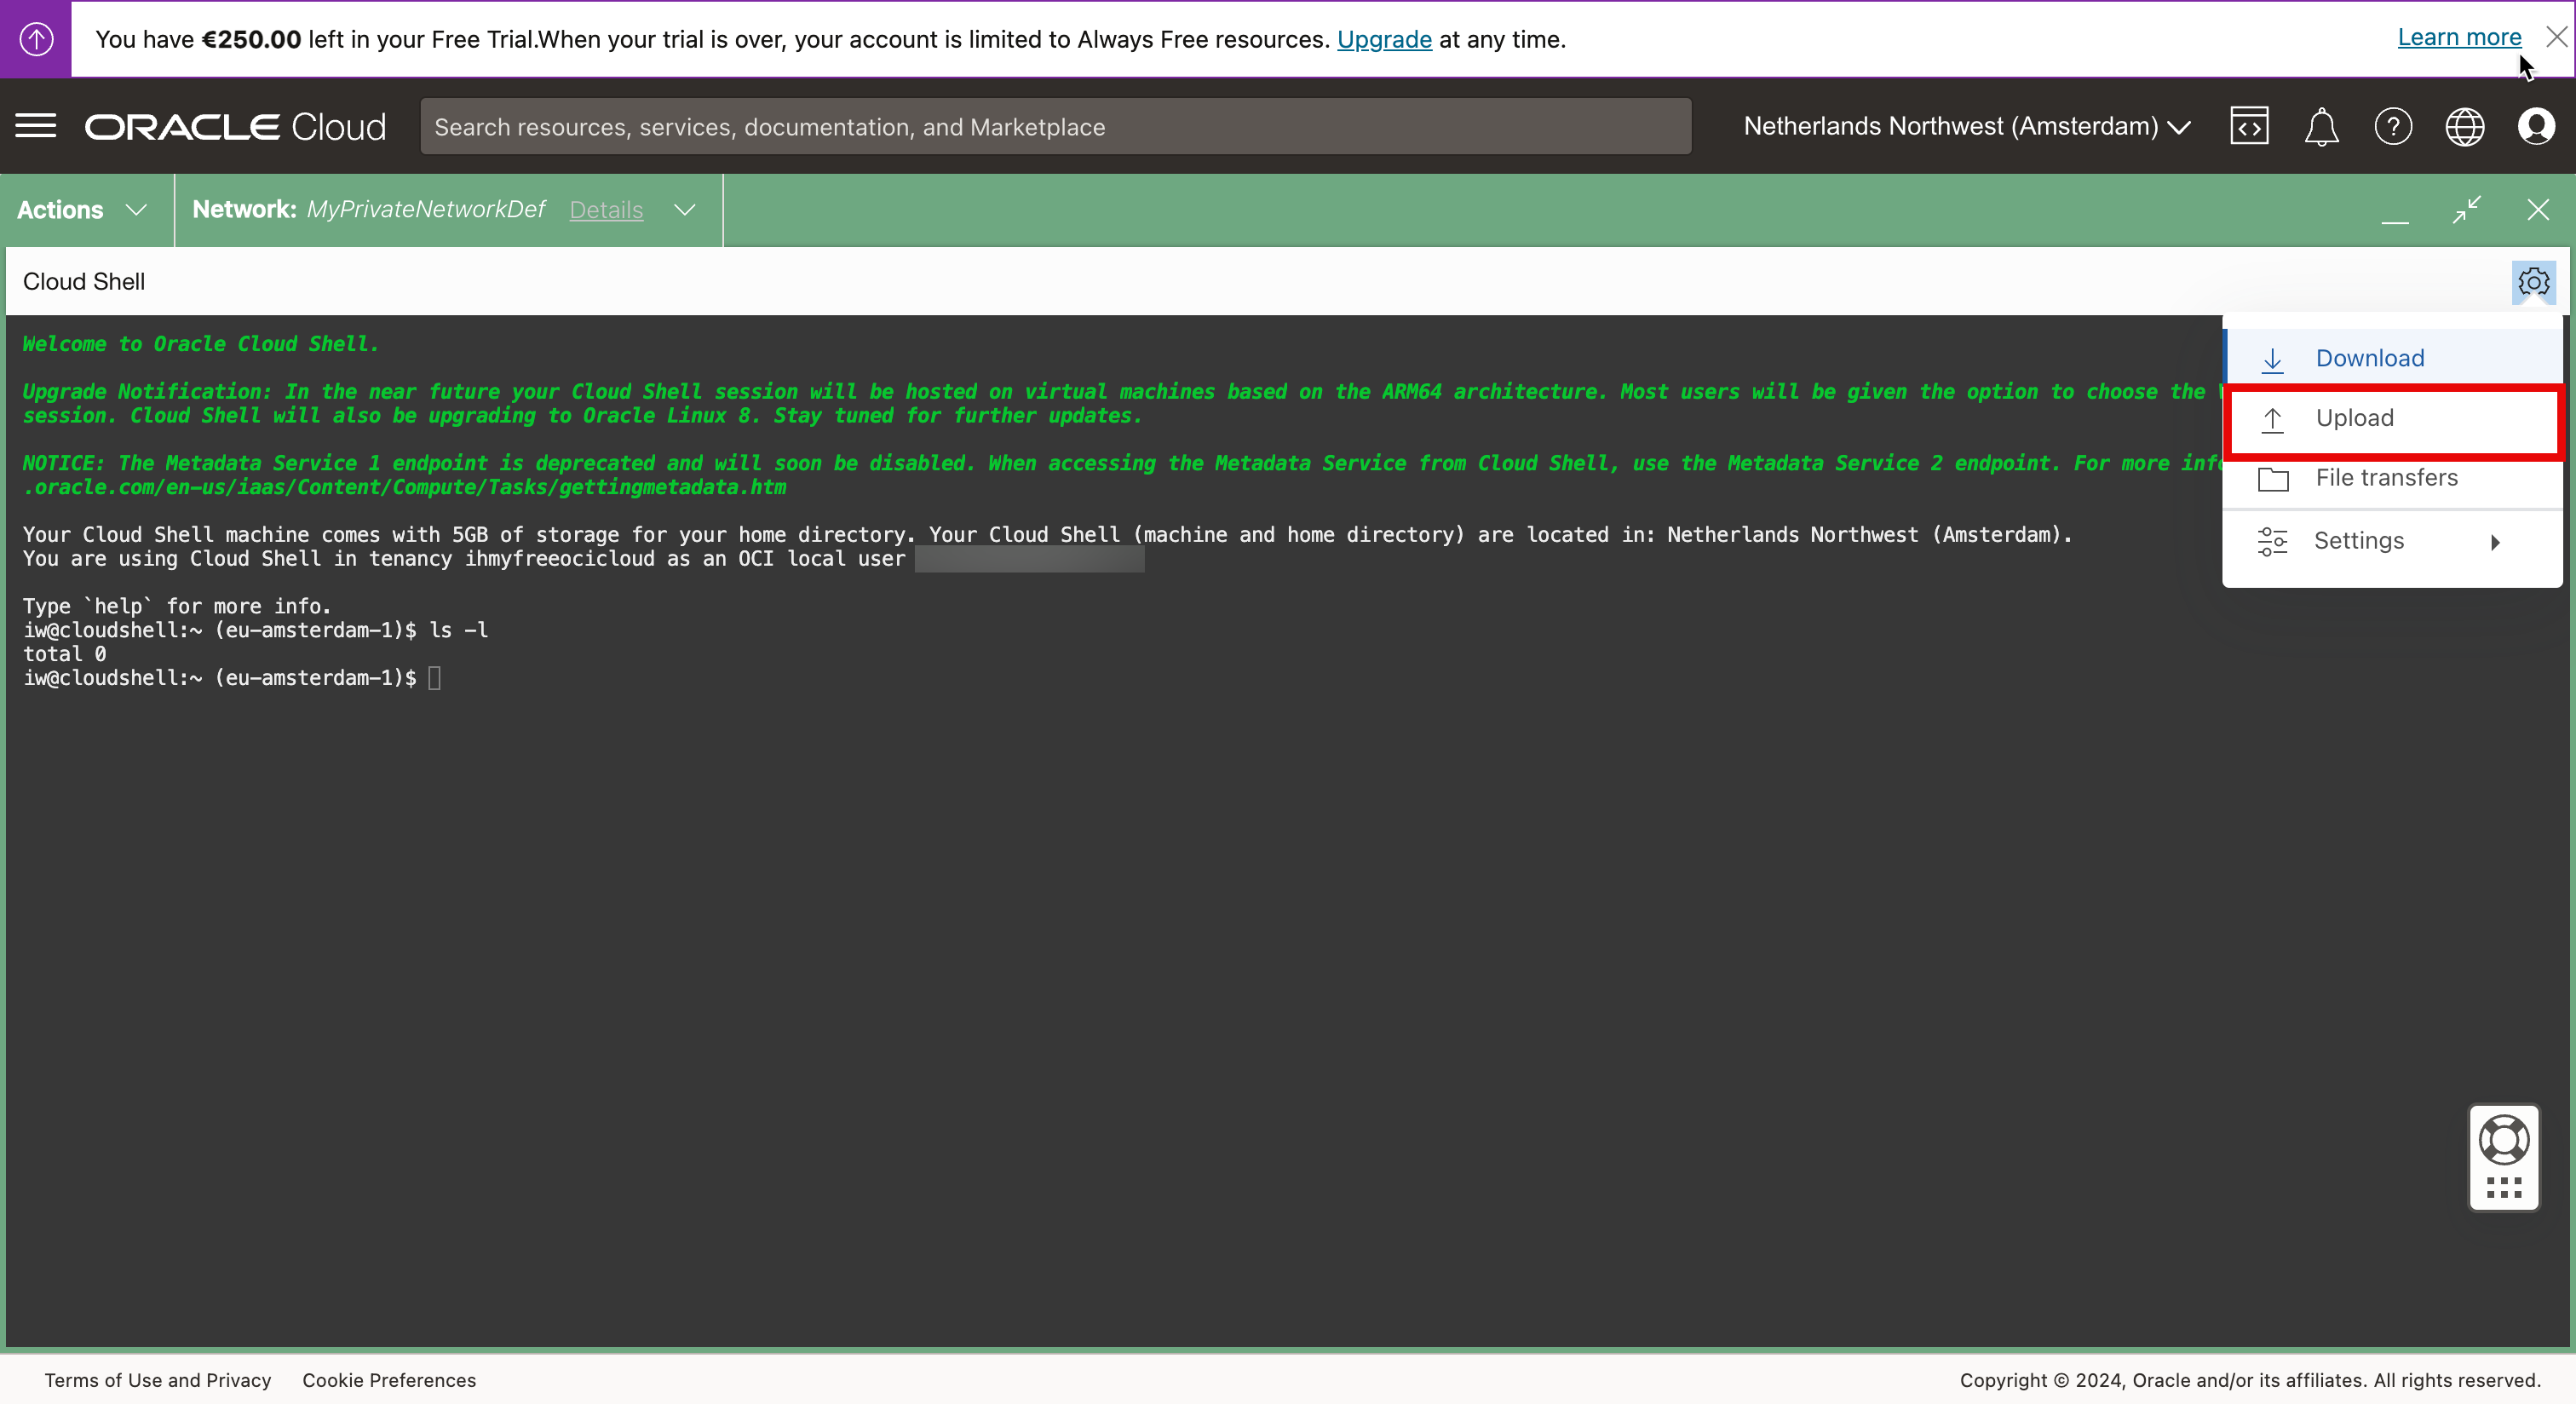 You have €250.00 left in your Free Trial.When your trial is over, your account is limited to Always Free resources. Upgrade at any time.
Learn more
ORACLE Cloud
Search resources, services, documentation, and Marketplace
Netherlands Northwest (Amsterdam)
Actions
Network: MyPrivateNetworkDef Details
Cloud Shell
Welcome to Oracle Cloud Shell.
Upgrade Notification: In the near future your Cloud Shell session will be hosted on virtual machines based on the ARM64 architecture. Most users will be given the option to choose the
session. Cloud Shell will also be upgrading to Oracle Linux 8. Stay tuned for further updates.
NOTICE: The Metadata Service 1 endpoint is deprecated and will soon be disabled. When accessing the Metadata Service from Cloud Shell, use the Metadata Service 2 endpoint. For more info
.oracle.com/en-us/iaas/Content/Compute/Tasks/gettingmetadata.htm
Your Cloud Shell machine comes with 5GB of storage for your home directory. Your Cloud Shell (machine and home directory) are located in: Netherlands Northwest (Amsterdam).
You are using Cloud Shell in tenancy ihmyfreeocicloud as an OCI local user
Type `help` for more info.
iw@cloudshell:~ (eu-amsterdam-1)$ ls -l
total 0
iw@cloudshell:~ (eu-amsterdam-1)$
Download
Upload
File transfers
Settings
Terms of Use and Privacy
Cookie Preferences
Copyright © 2024, Oracle and/or its affiliates. All rights reserved.